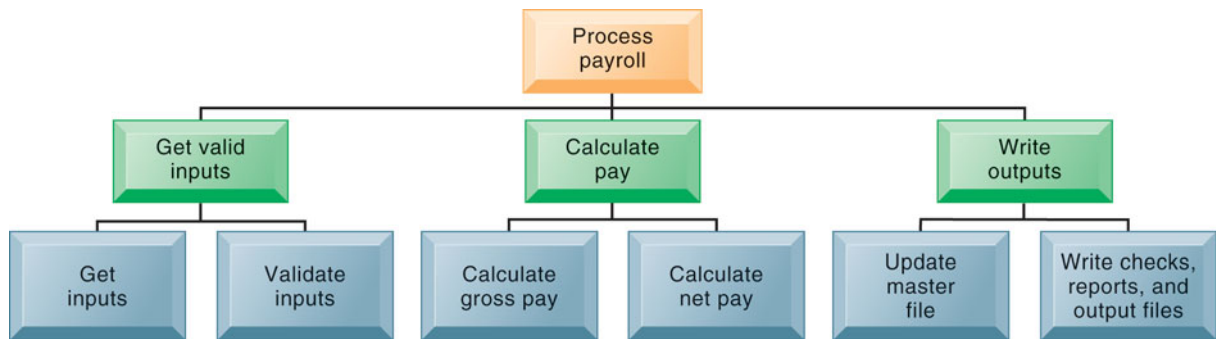 Process
payroll
Get valid
inputs
Calculate
pay
Write
outputs
Get
inputs
Validate
inputs
Calculate
gross pay
Calculate
net pay
Update
master
file
Write checks,
reports, and
output files